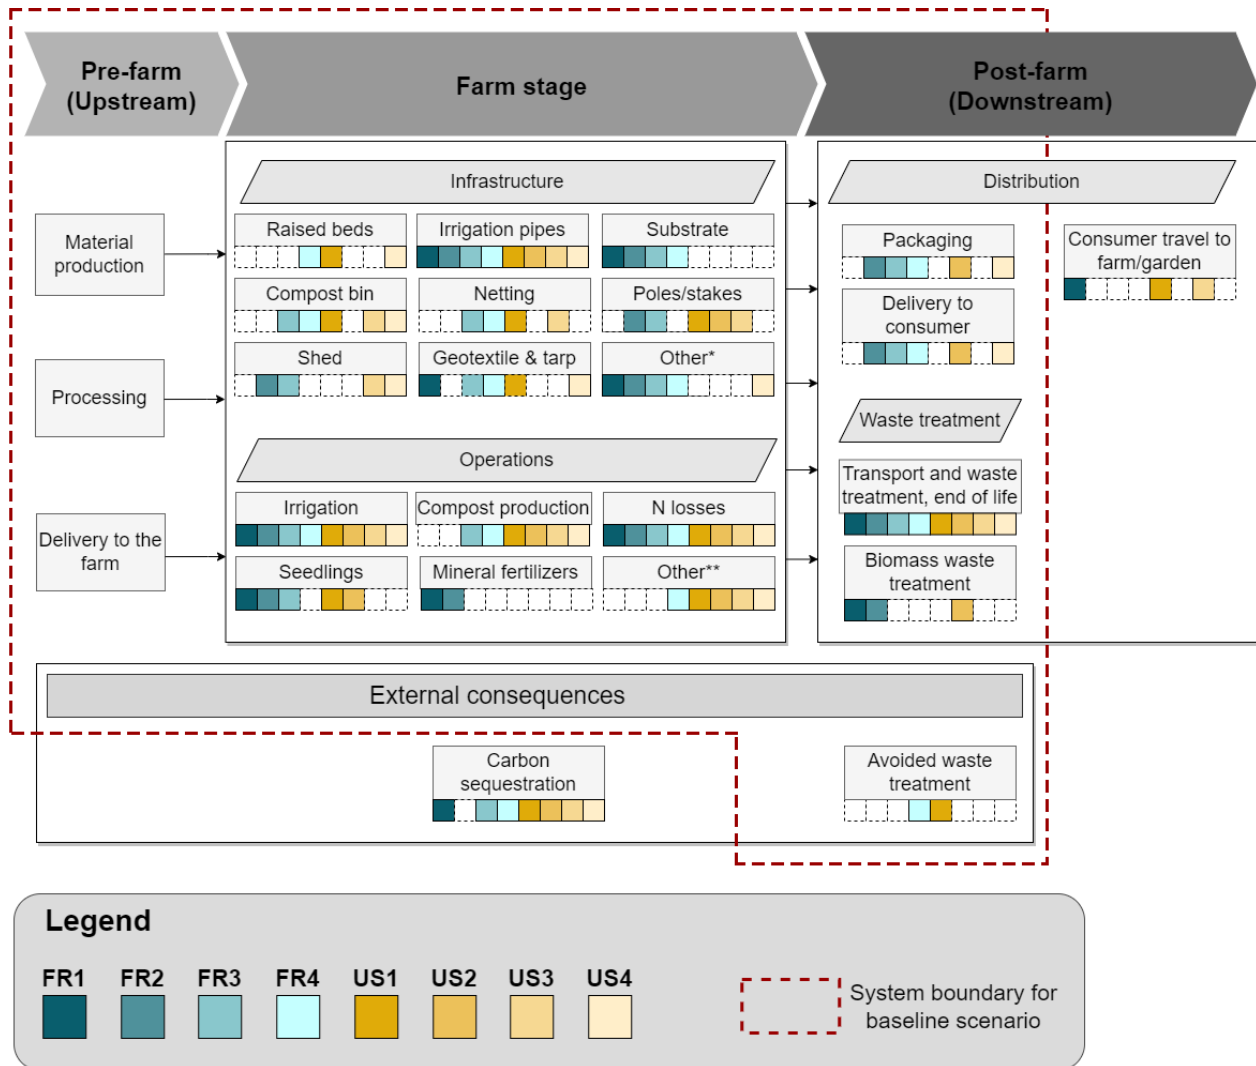 Pre-farm
(Upstream)
Farm stage
Post-farm
(Downstream)
Infrastructure
Distribution
Material
production
Raised beds
Irrigation pipes
Substrate
Packaging
Consumer travel to
farm/garden
Compost bin
Netting
Poles/stakes
Delivery to
consumer
Processing
Shed
Geotextile & tarp
Other*
Waste treatment
Operations
Transport and waste
treatment, end of life
Delivery to the
farm
Irrigation
Compost production
N losses
Seedlings
Mineral fertilizers
Other**
Biomass waste
treatment
External consequences
Carbon
sequestration
Avoided waste
treatment
Legend
FR1 FR2 FR3 FR4 US1 US2 US3 US4
System boundary for
baseline scenario